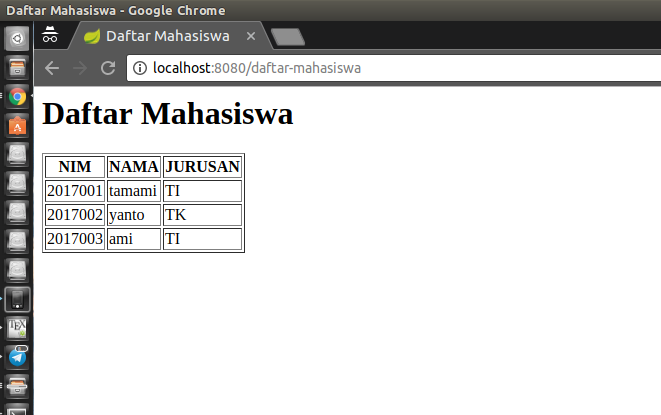 Daftar Mahasiswa - Google Chrome
Daftar Mahasiswa
localhost:8080/daftar-mahasiswa
Daftar Mahasiswa
NIM NAMA JURUSAN
2017001 tamami TI
2017002 yanto TK
2017003 ami TI
TEX